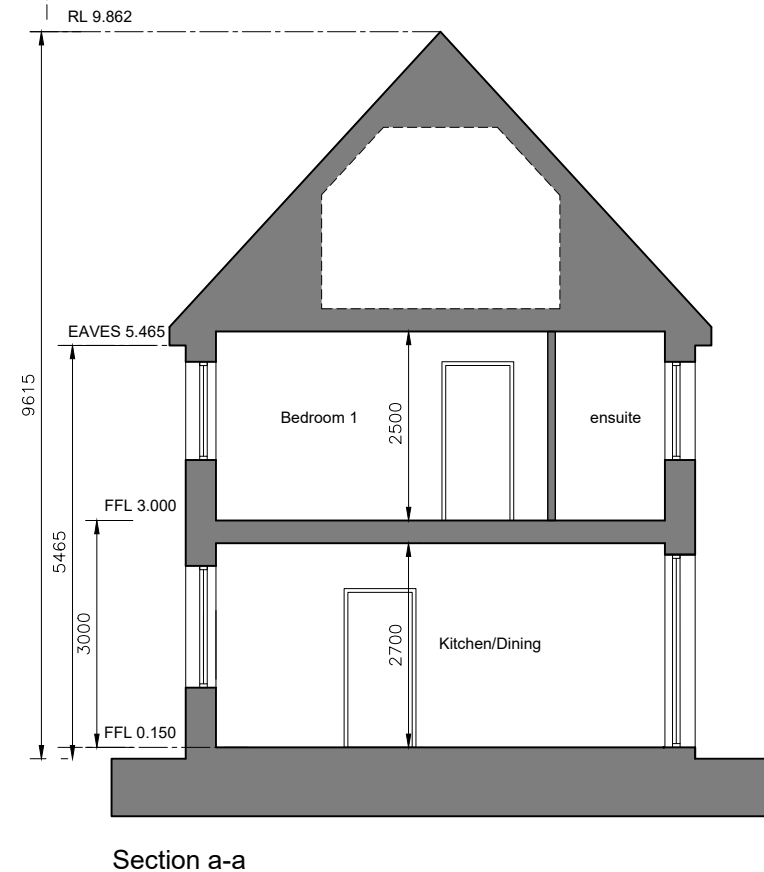 RL 9.862
EAVES 5.465
9615
Bedroom 1
2500
ensuite
FFL 3.000
5465
3000
2700
Kitchen/Dining
FFL 0.150
Section a-a